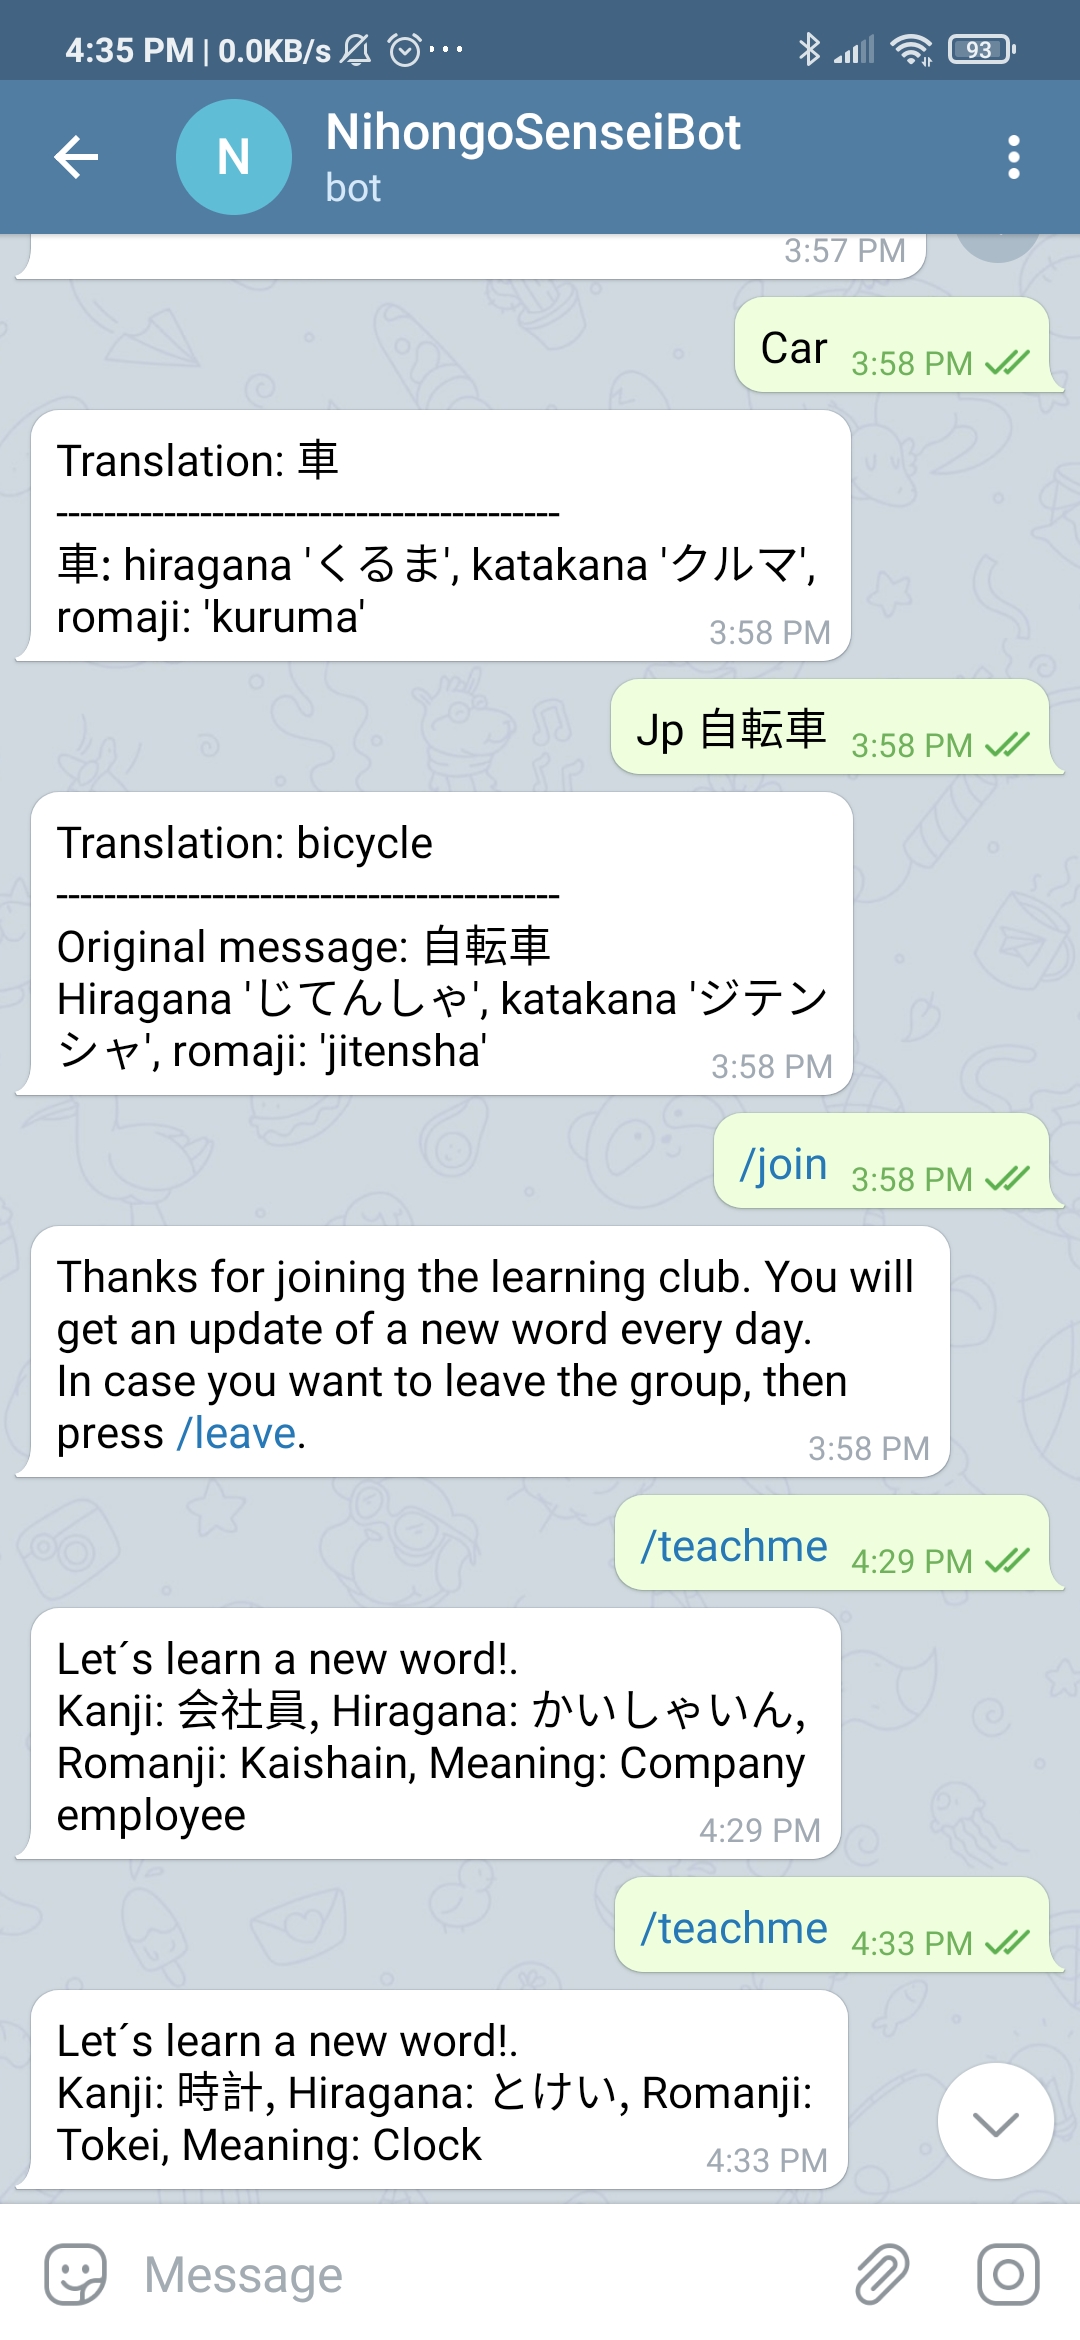 4:35 PM | 0.0KB/s ...
93
N
NihongoSenseiBot
bot
3:57 PM
Car 3:58 PM
Translation: 車
------------------------------------------
車: hiragana 'くるま', katakana 'クルマ',
romaji: 'kuruma'
3:58 PM
Jp 自転車 3:58 PM
Translation: bicycle
------------------------------------------
Original message: 自転車
Hiragana 'じてんしゃ', katakana 'ジテン
シャ', romaji: 'jitensha'
3:58 PM
/join 3:58 PM
Thanks for joining the learning club. You will
get an update of a new word every day.
In case you want to leave the group, then
press /leave.
3:58 PM
/teachme 4:29 PM
Let´s learn a new word!.
Kanji: 会社員, Hiragana: かいしゃいん,
Romanji: Kaishain, Meaning: Company
employee
4:29 PM
/teachme 4:33 PM
Let´s learn a new word!.
Kanji: 時計, Hiragana: とけい, Romanji:
Tokei, Meaning: Clock
4:33 PM
Message